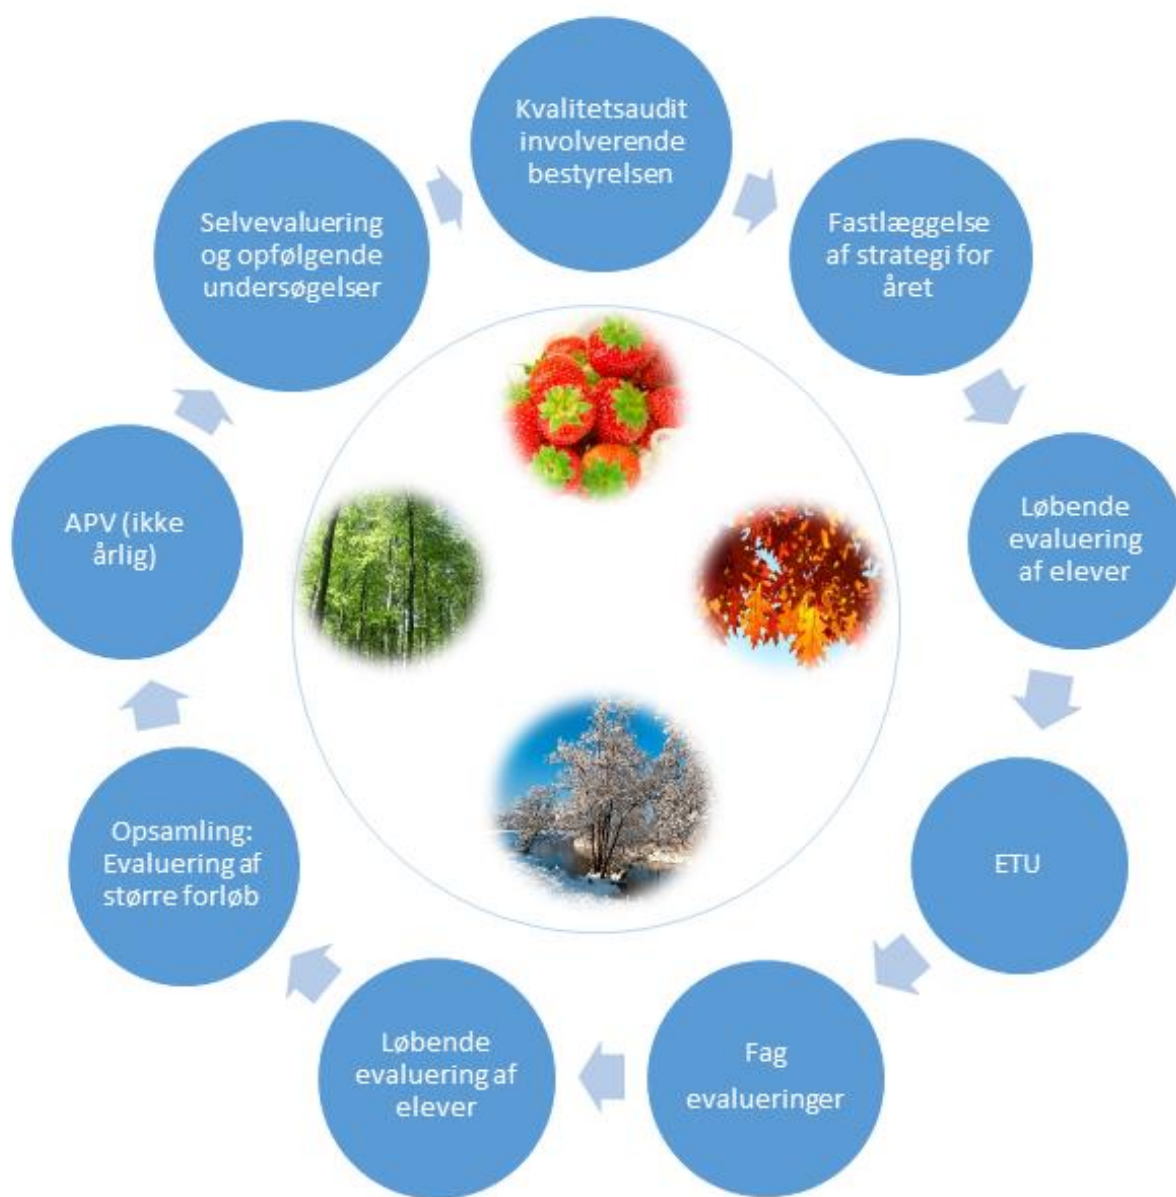 Kvalitetsaudit
involverende
bestyrelsen
Fastlæggelse
af strategi for
året
Løbende
evaluering
af elever
ETU
Fag
evalueringer
Løbende
evaluering af
elever
Opsamling:
Evaluering af
større forløb
APV (ikke
årlig)
Selvevaluering
og opfølgende
undersøgelser